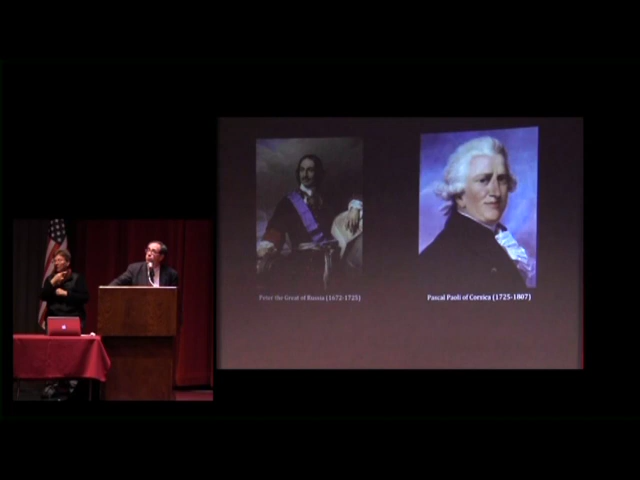 Peter the Great of Russia (1672-1725)
Pascal Paoli of Corsica (1725-1807)